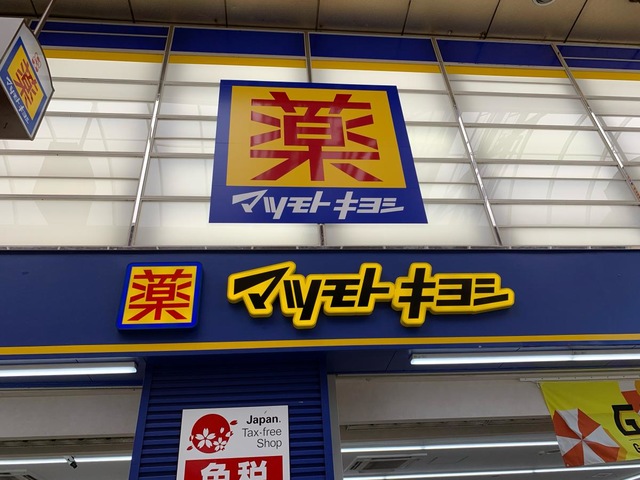 薬
マツモトキヨシ
薬
マツモトキヨシ
Japan.
Tax-free
Shop
免税